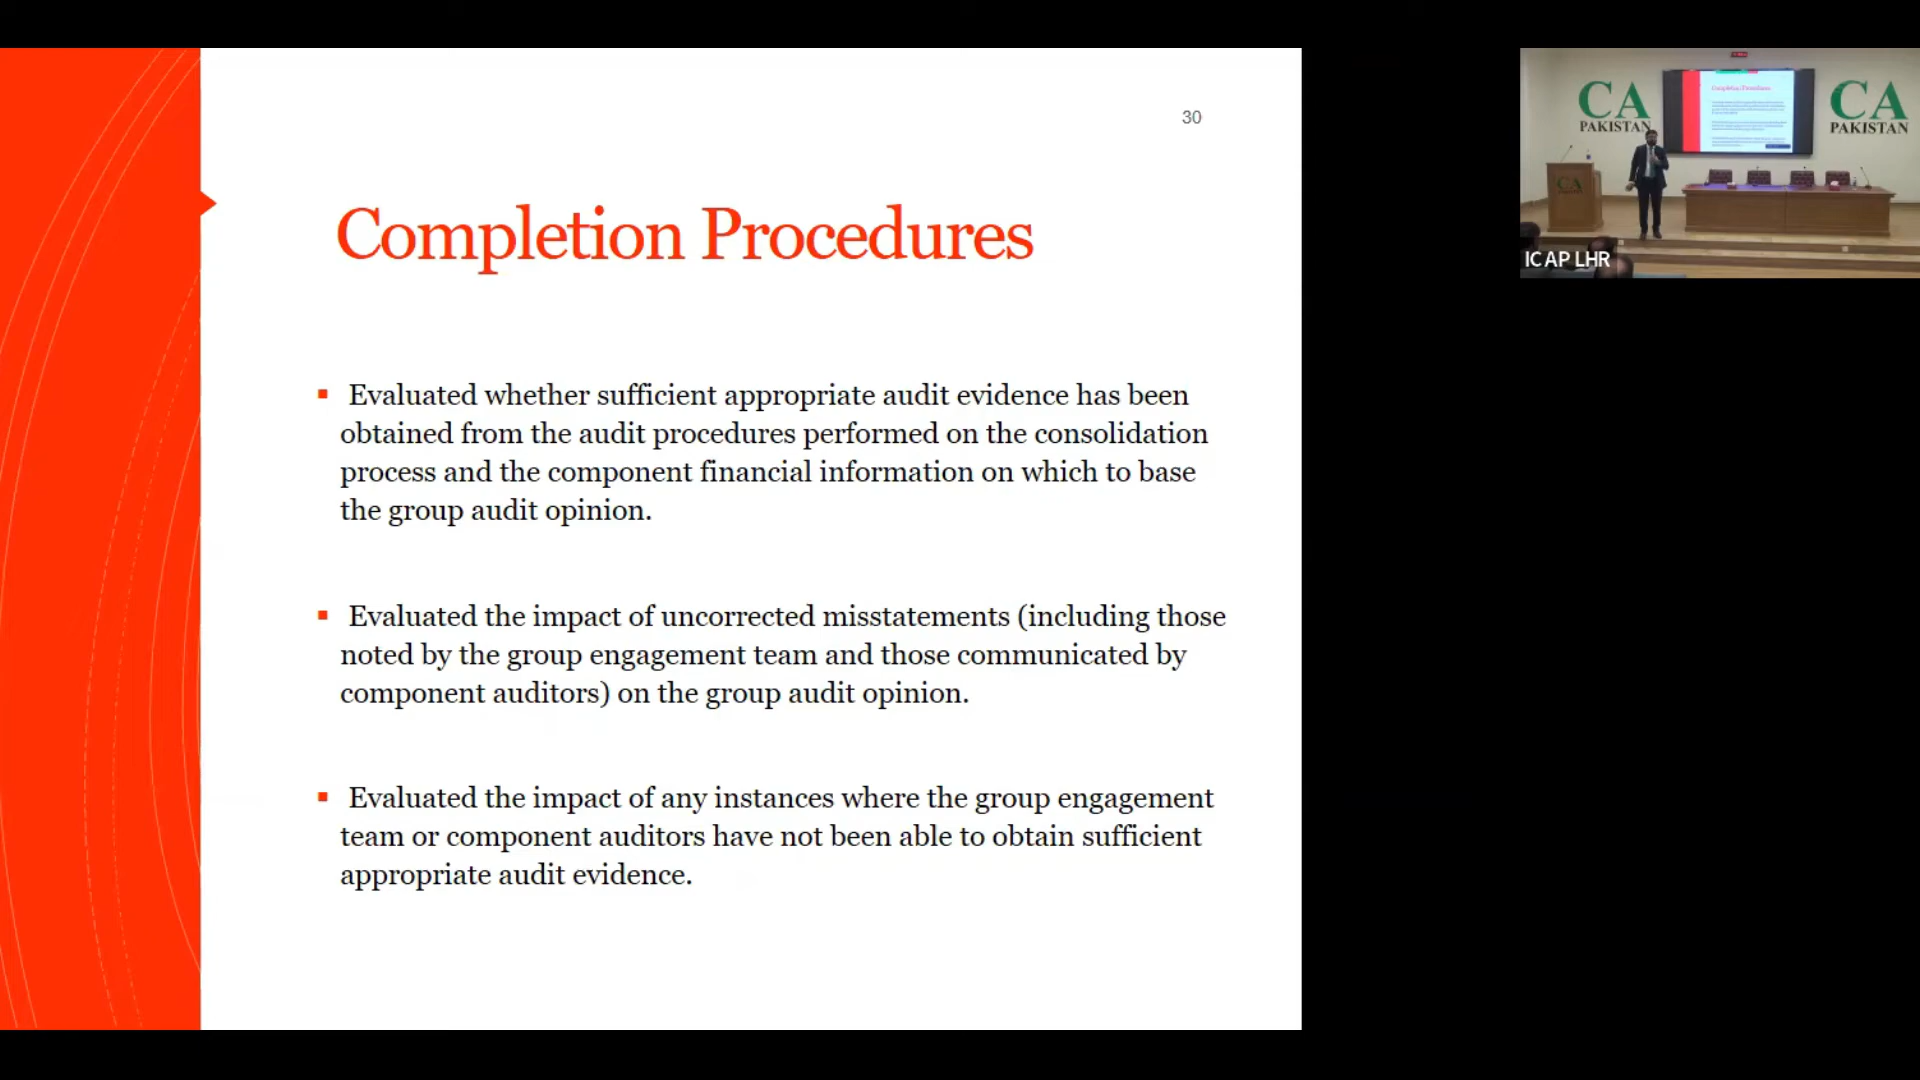 30
Completion Procedures
▪ Evaluated whether sufficient appropriate audit evidence has been
obtained from the audit procedures performed on the consolidation
process and the component financial information on which to base
the group audit opinion.
▪ Evaluated the impact of uncorrected misstatements (including those
noted by the group engagement team and those communicated by
component auditors) on the group audit opinion.
▪ Evaluated the impact of any instances where the group engagement
team or component auditors have not been able to obtain sufficient
appropriate audit evidence.
CA
PAKISTAN
Completion Procedures
CA
PAKISTAN
CA
ICAP LHR